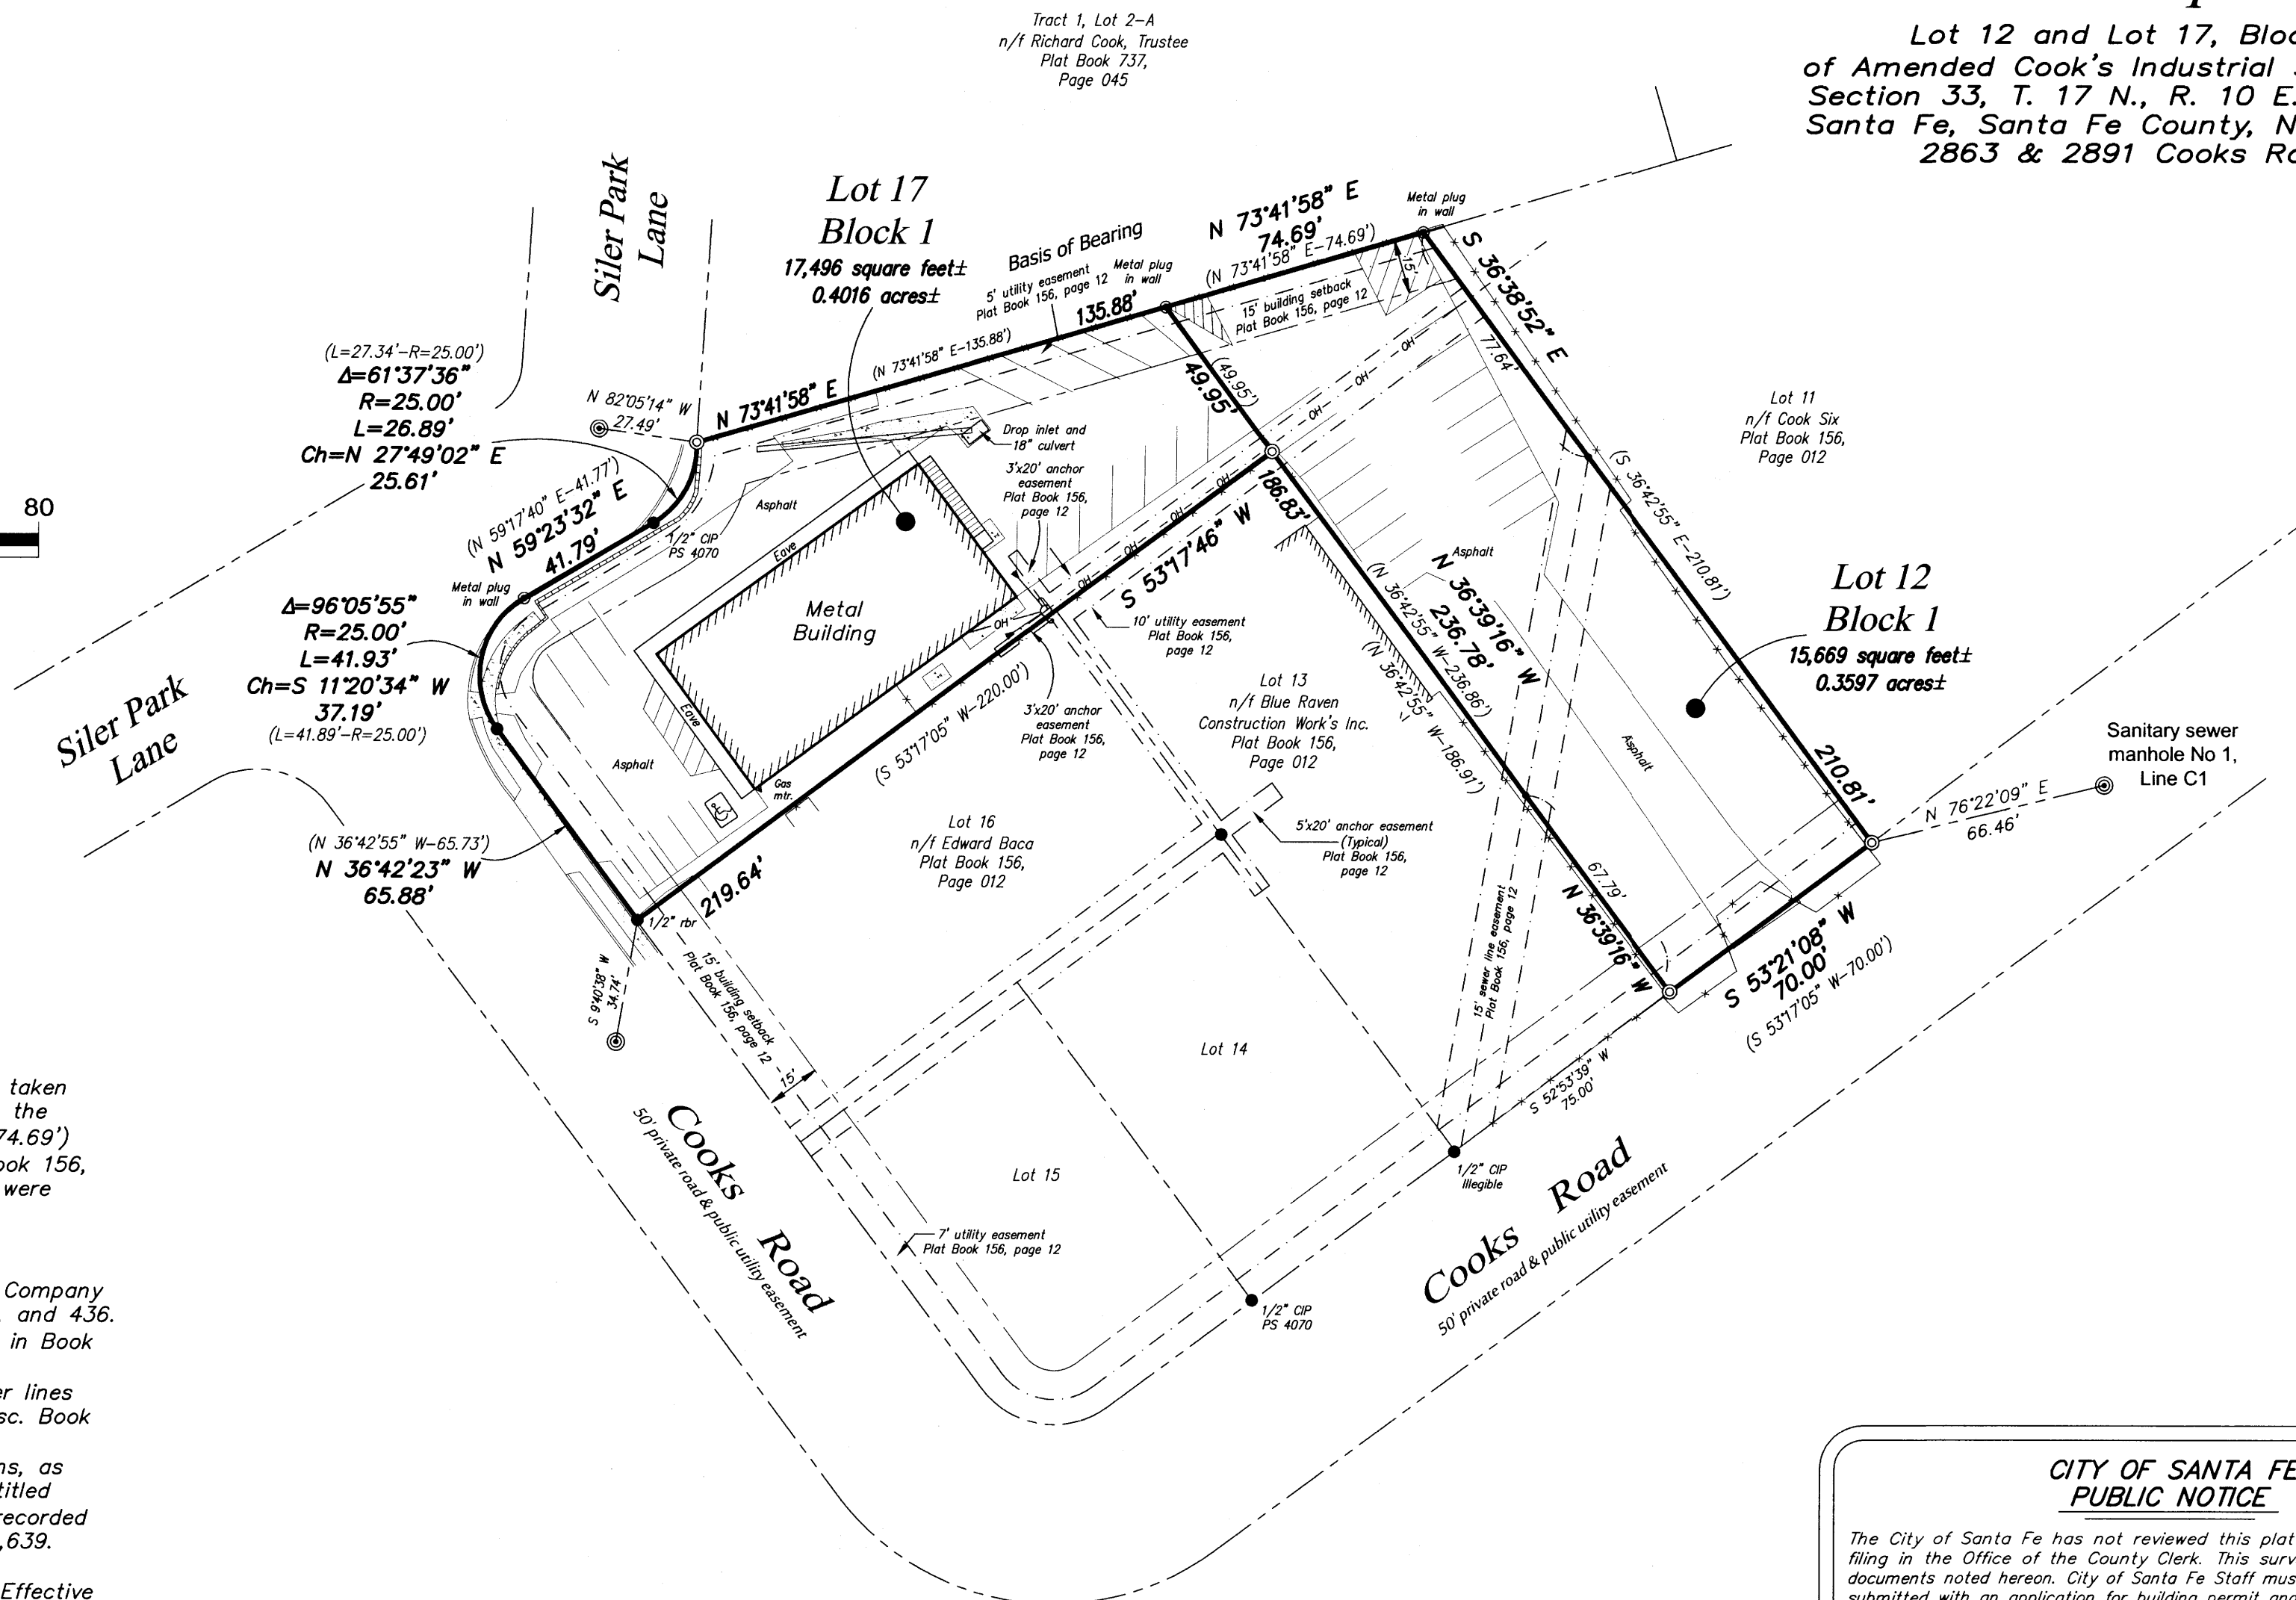 Tract 1, Lot 2-A
n/f Richard Cook, Trustee
Plat Book 737,
Page 045
Lot 12 and Lot 17, Bloc
of Amended Cook's Industrial
Section 33, T. 17 N., R. 10 E.
Santa Fe, Santa Fe County, N
2863 & 2891 Cooks Ro
Siler Park
Lane
Lot 17
Block 1
17,496 square feet±
0.4016 acres±
Basis of Bearing
5' utility easement
Plat Book 156, page 12
Metal plug
in wall
135.88'
(N 73°41'58" E-135.88')
N 73°41'58" E
N 73°41'58" E
74.69'
(N 73°41'58" E-74.69')
Metal plug
in wall
15'
15' building setback
Plat Book 156, page 12
S 36°38'52" E
77.64'
(S 36°42'55" E-210.81')
210.81'
Lot 11
n/f Cook Six
Plat Book 156,
Page 012
(L=27.34'-R=25.00')
Δ=61°37'36"
R=25.00'
L=26.89'
Ch=N 27°49'02" E
25.61'
N 82°05'14" W
27.49'
(N 59°17'40" E-41.77')
N 59°23'32" E
41.79'
1/2" CIP
PS 4070
Metal plug
in wall
80
Δ=96°05'55"
R=25.00'
L=41.93'
Ch=S 11°20'34" W
37.19'
(L=41.89'-R=25.00')
Siler Park
Lane
(N 36°42'55" W-65.73')
N 36°42'23" W
65.88'
Drop inlet and
18" culvert
3'x20' anchor
easement
Plat Book 156,
page 12
Asphalt
Eave
Metal
Building
Eave
Asphalt
Gas
mtr.
OH
OH
OH
OH
OH
OH
OH
OH
OH
49.95'
(49.95')
186.83'
S 53°17'46" W
10' utility easement
Plat Book 156,
page 12
3'x20' anchor
easement
Plat Book 156,
page 12
(S 53°17'05" W-220.00')
219.64'
1/2" rbr
S 9°40'38" W
34.74'
Lot 13
n/f Blue Raven
Construction Work's Inc.
Plat Book 156,
Page 012
Asphalt
N 36°39'16" W
236.78'
(N 36°42'55" W-236.86')
(N 36°42'55" W-186.91')
Asphalt
Lot 12
Block 1
15,669 square feet±
0.3597 acres±
Sanitary sewer
manhole No 1,
Line C1
N 76°22'09" E
66.46'
67.79'
N 36°39'16" W
S 53°21'08" W
70.00'
(S 53°17'05" W-70.00')
Lot 16
n/f Edward Baca
Plat Book 156,
Page 012
5'x20' anchor easement
(Typical)
Plat Book 156,
page 12
15' sewer line easement
Plat Book 156, page 12
15' building setback
Plat Book 156, page 12
15'
Lot 14
S 52°53'39" W
75.00'
1/2" CIP
Illegible
Lot 15
7' utility easement
Plat Book 156, page 12
1/2" CIP
PS 4070
Cooks Road
50' private road & public utility easement
Cooks Road
50' private road & public utility easement
taken
the
74.69')
ook 156,
were
Company
and 436.
in Book
er lines
sc. Book
ns, as
titled
recorded
,639.
Effective
CITY OF SANTA FE
PUBLIC NOTICE
The City of Santa Fe has not reviewed this plat
filing in the Office of the County Clerk. This surv
documents noted hereon. City of Santa Fe Staff mus
submitted with an application for building permit and